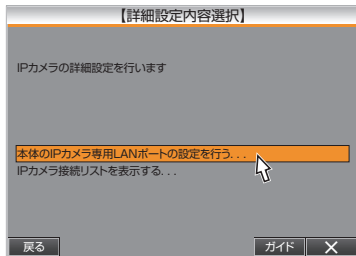 【詳細設定内容選択】
IPカメラの詳細設定を行います
本体のIPカメラ専用LANポートの設定を行う...
IPカメラ接続リストを表示する...
戻る ガイド ✕